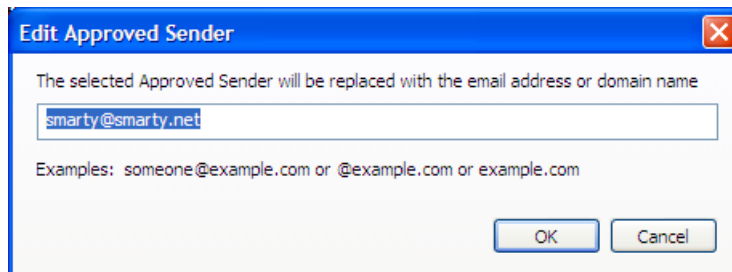 Edit Approved Sender
The selected Approved Sender will be replaced with the email address or domain name
smarty@smarty.net
Examples: someone@example.com or @example.com or example.com
OK Cancel